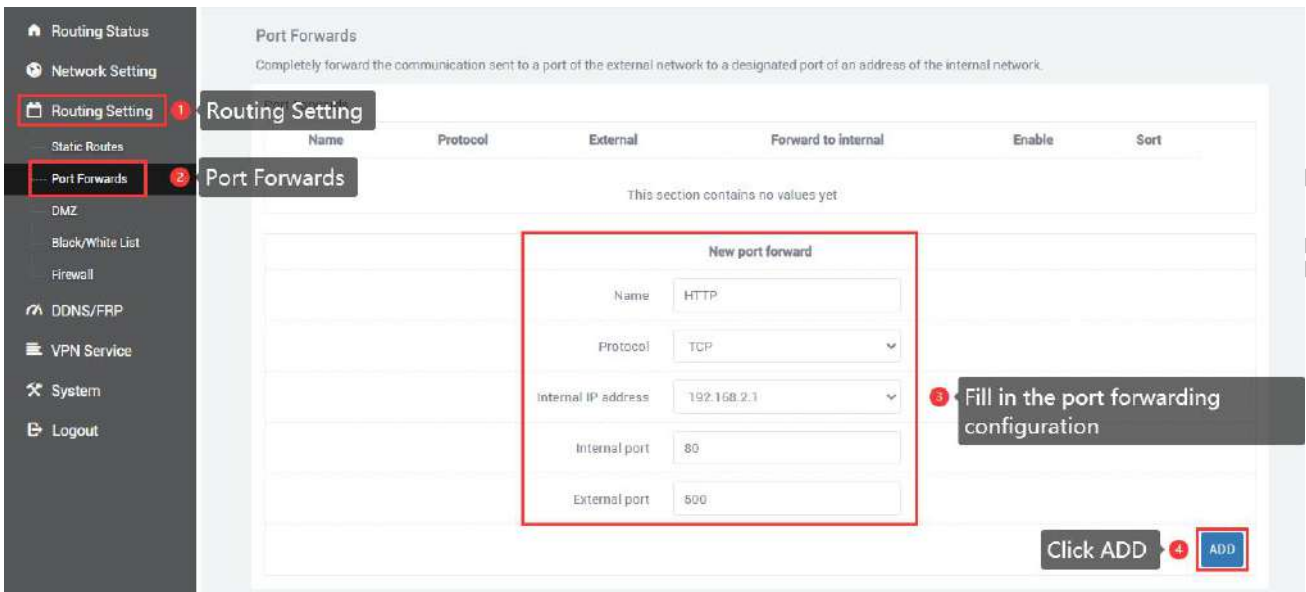 Routing Status
Network Setting
Routing Setting
Static Routes
Port Forwards
DMZ
Black/White List
Firewall
DDNS/FRP
VPN Service
System
Logout
1 Routing Setting
2 Port Forwards
Port Forwards
Completely forward the communication sent to a port of the external network to a designated port of an address of the internal network.
Name Protocol External Forward to internal Enable Sort
This section contains no values yet
New port forward
Name HTTP
Protocol TCP
Internal IP address 192.168.2.1
Internal port 80
External port 500
3 Fill in the port forwarding
configuration
Click ADD 4 ADD